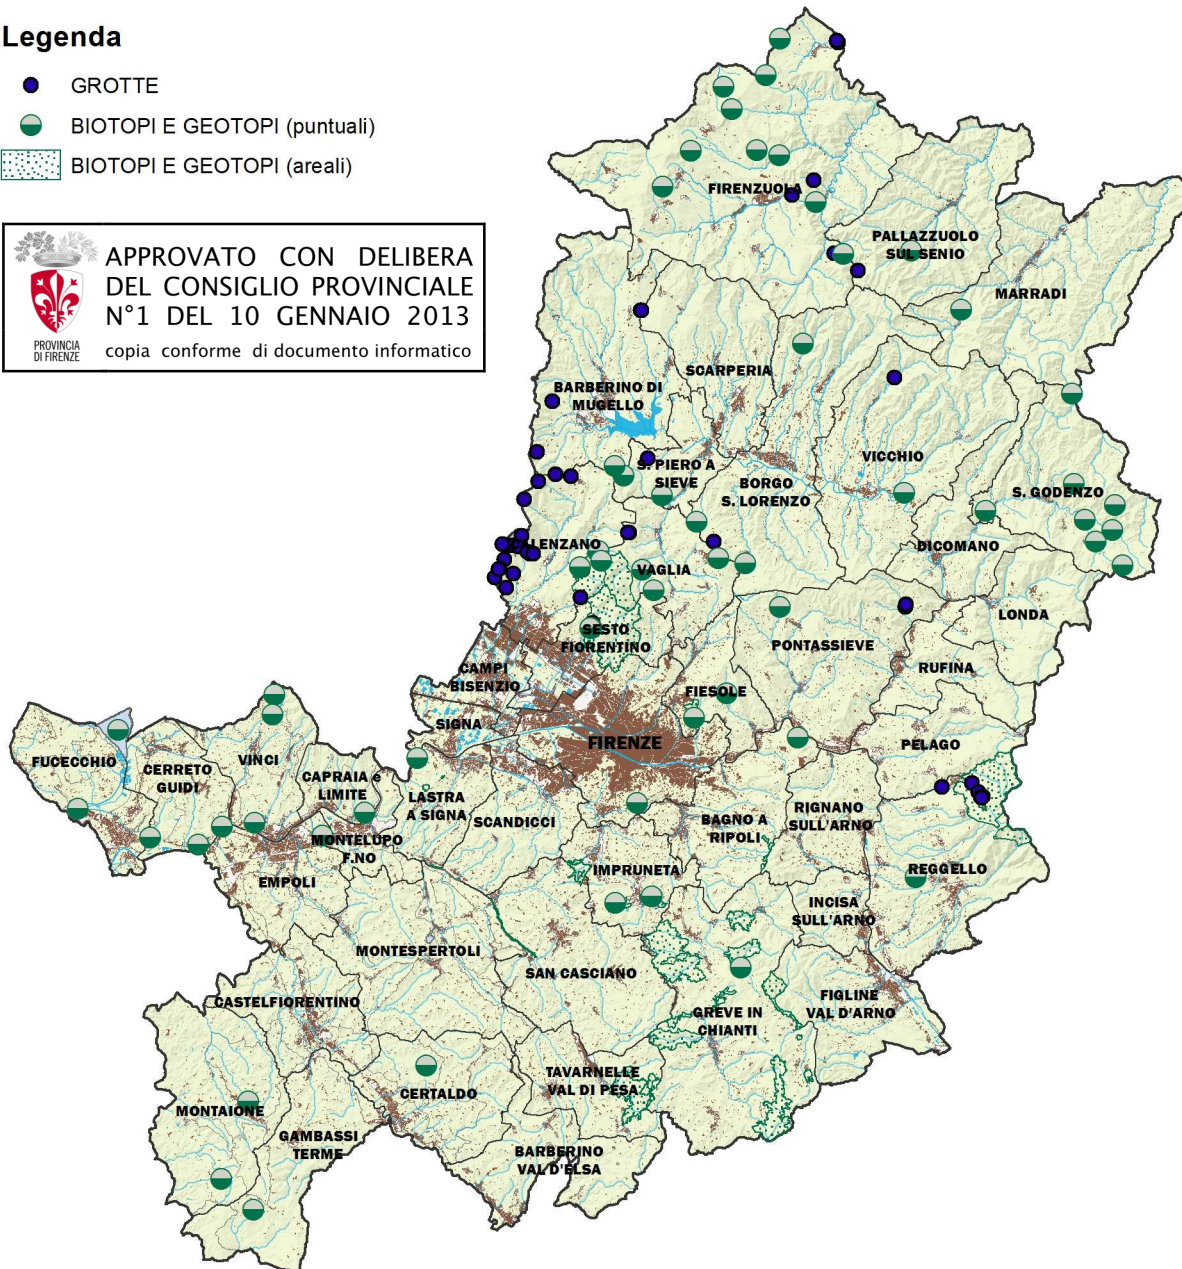 Legenda
GROTTE
BIOTOPI E GEOTOPI (puntuali)
BIOTOPI E GEOTOPI (areali)
APPROVATO CON DELIBERA
DEL CONSIGLIO PROVINCIALE
N°1 DEL 10 GENNAIO 2013
copia conforme di documento informatico
PROVINCIA
DI FIRENZE
FIRENZUOLA
PALLAZZUOLO
SUL SENIO
MARRADI
SCARPERIA
BARBERINO DI
MUGELLO
VICCHIO
S. PIERO A
SIEVE
BORGO
S. LORENZO
S. GODENZO
DICOMANO
CALENZANO
VAGLIA
LONDA
SESTO
FIORENTINO
PONTASSIEVE
RUFINA
CAMPI
BISENZIO
FIESOLE
SIGNA
FIRENZE
PELAGO
FUCECCHIO
CERRETO
GUIDI
VINCI
CAPRAIA e
LIMITE
LASTRA
A SIGNA
SCANDICCI
BAGNO A
RIPOLI
RIGNANO
SULL'ARNO
MONTELUPO
F.NO
EMPOLI
IMPRUNETA
REGGELLO
INCISA
SULL'ARNO
MONTESPERTOLI
SAN CASCIANO
CASTELFIORENTINO
GREVE IN
CHIANTI
FIGLINE
VAL D'ARNO
TAVARNELLE
VAL DI PESA
CERTALDO
MONTAIONE
GAMBASSI
TERME
BARBERINO
VAL D'ELSA